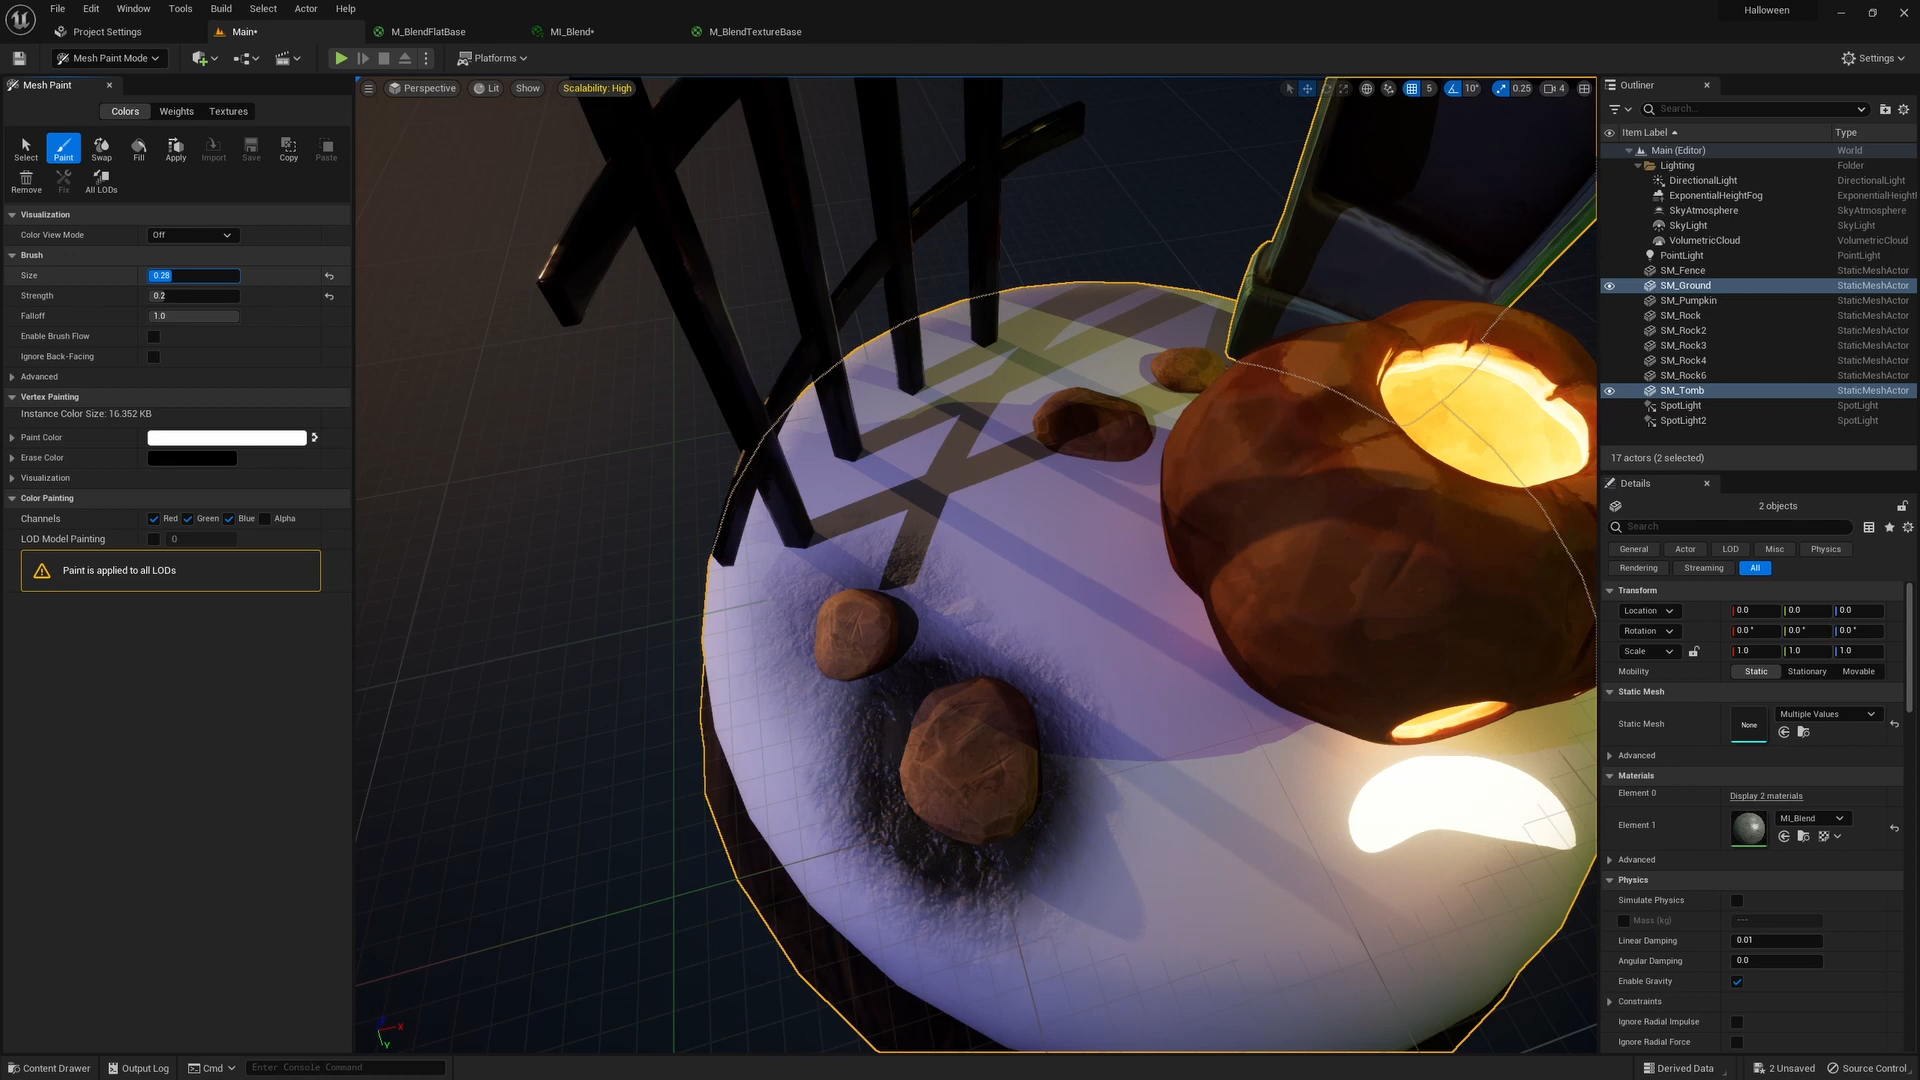 File Edit Window Tools Build Select Actor Help
Halloween
Project Settings
Main*
M_BlendFlatBase
MI_Blend*
M_BlendTextureBase
Mesh Paint Mode
Platforms
Settings
Mesh Paint
Colors Weights Textures
Select Paint Swap Fill Apply Import Save Copy Paste
Remove Fix All LODs
Visualization
Color View Mode Off
Brush
Size 0.28
Strength 0.2
Falloff 1.0
Enable Brush Flow
Ignore Back-Facing
Advanced
Vertex Painting
Instance Color Size: 16.352 KB
Paint Color
Erase Color
Visualization
Color Painting
Channels Red Green Blue Alpha
LOD Model Painting 0
Paint is applied to all LODs
Perspective Lit Show Scalability: High
5 10° 0.25 4
X
Y
Outliner
Search...
Item Label Type
Main (Editor) World
Lighting Folder
DirectionalLight DirectionalLight
ExponentialHeightFog ExponentialHeightF
SkyAtmosphere SkyAtmosphere
SkyLight SkyLight
VolumetricCloud VolumetricCloud
PointLight PointLight
SM_Fence StaticMeshActor
SM_Ground StaticMeshActor
SM_Pumpkin StaticMeshActor
SM_Rock StaticMeshActor
SM_Rock2 StaticMeshActor
SM_Rock3 StaticMeshActor
SM_Rock4 StaticMeshActor
SM_Rock6 StaticMeshActor
SM_Tomb StaticMeshActor
SpotLight SpotLight
SpotLight2 SpotLight
17 actors (2 selected)
Details
2 objects
Search
General Actor LOD Misc Physics
Rendering Streaming All
Transform
Location 0.0 0.0 0.0
Rotation 0.0° 0.0° 0.0°
Scale 1.0 1.0 1.0
Mobility Static Stationary Movable
Static Mesh
Static Mesh None Multiple Values
Advanced
Materials
Element 0 Display 2 materials
Element 1 MI_Blend
Advanced
Physics
Simulate Physics
Mass (kg) ---
Linear Damping 0.01
Angular Damping 0.0
Enable Gravity
Constraints
Ignore Radial Impulse
Ignore Radial Force
Content Drawer Output Log Cmd Enter Console Command
Derived Data 2 Unsaved Source Control